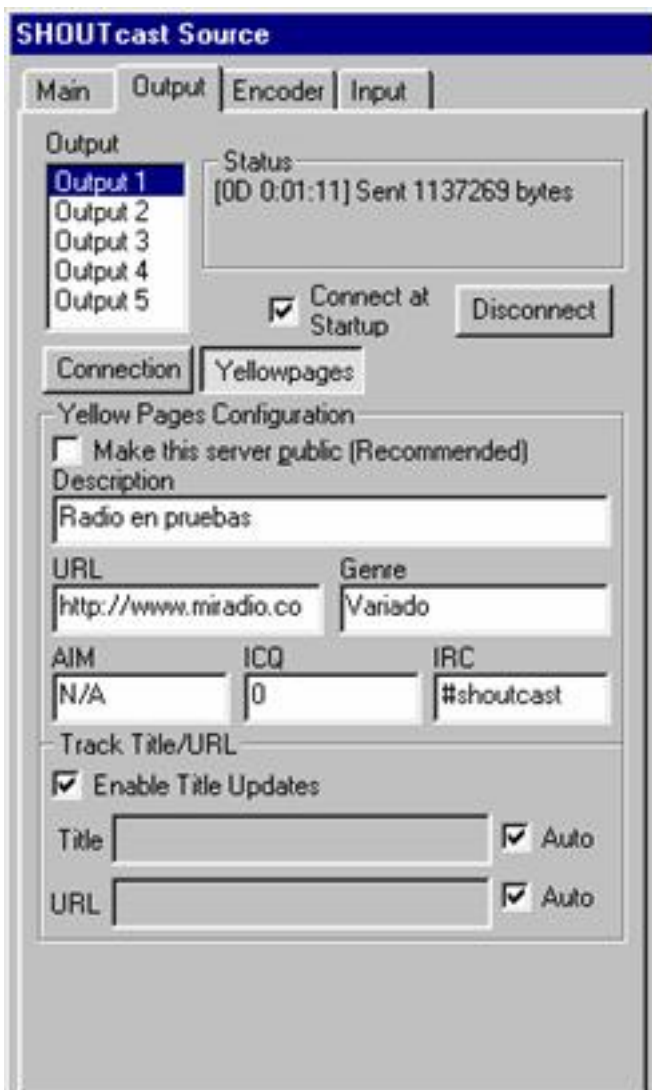 SHOUTcast Source
Main Output Encoder Input
Output
Output 1
Output 2
Output 3
Output 4
Output 5
Status
[0D 0:01:11] Sent 1137269 bytes
Connect at
Startup
Disconnect
Connection Yellowpages
Yellow Pages Configuration
Make this server public (Recommended)
Description
Radio en pruebas
URL Genre
http://www.miradio.co Variado
AIM ICQ IRC
N/A 0 #shoutcast
Track Title/URL
Enable Title Updates
Title Auto
URL Auto